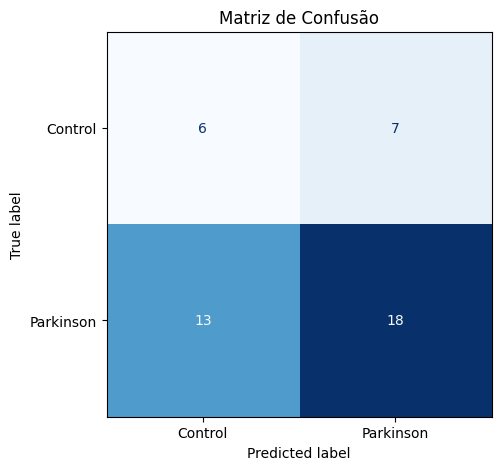 Matriz de Confusão
True label
Control
6 7
Parkinson
13 18
Control Parkinson
Predicted label